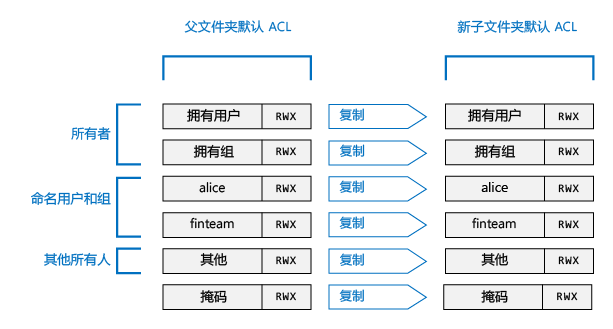 父文件夹默认 ACL
新子文件夹默认 ACL
所有者
拥有用户 RWX 复制 拥有用户 RWX
拥有组 RWX 复制 拥有组 RWX
命名用户和组
alice RWX 复制 alice RWX
finteam RWX 复制 finteam RWX
其他所有人
其他 RWX 复制 其他 RWX
掩码 RWX 复制 掩码 RWX